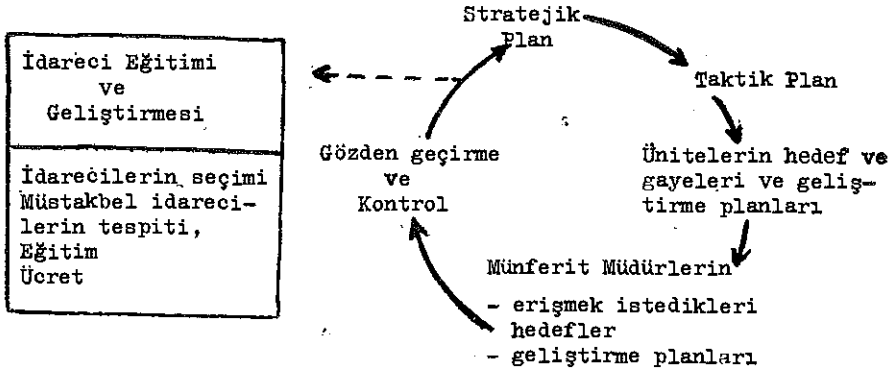 İdareci Eğitimi
ve
Geliştirmesi
İdarecilerin seçimi
Müstakbel idareci-
lerin tespiti,
Eğitim
Ücret
Stratejik
Plan
Taktik Plan
Ünitelerin hedef ve
gayeleri ve geliş-
tirme planları
Münferit Müdürlerin
- erişmek istedikleri
hedefler
- geliştirme planları
Gözden geçirme
ve
Kontrol